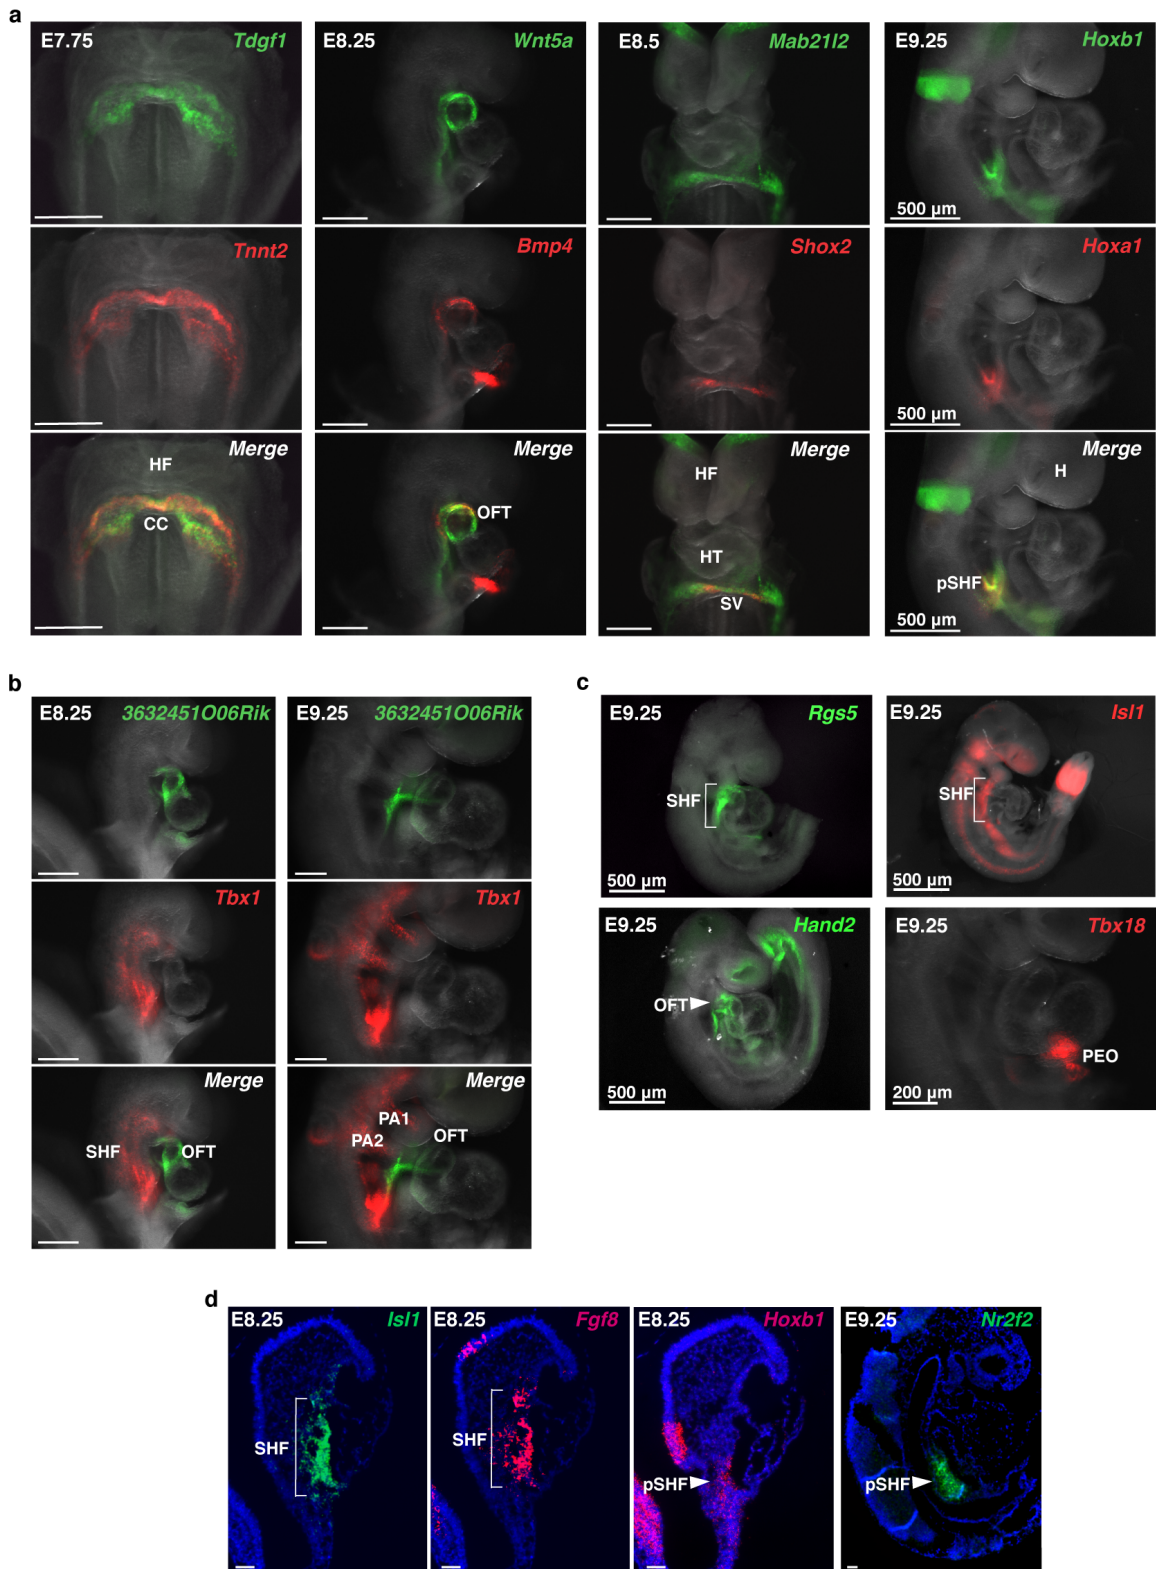 a
E7.75 Tdgf1
E8.25 Wnt5a
E8.5 Mab21l2
E9.25 Hoxb1
500 µm
Tnnt2
Bmp4
Shox2
Hoxa1
500 µm
Merge
HF
CC
Merge
OFT
Merge
HF
HT
SV
Merge
H
pSHF
500 µm
b
E8.25 3632451O06Rik
E9.25 3632451O06Rik
Tbx1
Tbx1
Merge
SHF OFT
Merge
PA1
PA2
OFT
c
E9.25 Rgs5
SHF
500 µm
E9.25 Isl1
SHF
500 µm
E9.25 Hand2
OFT
500 µm
E9.25 Tbx18
PEO
200 µm
d
E8.25 Isl1
SHF
E8.25 Fgf8
SHF
E8.25 Hoxb1
pSHF
E9.25 Nr2f2
pSHF